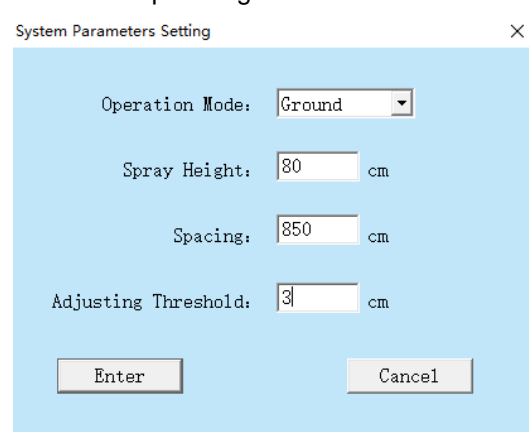 System Parameters Setting
Operation Mode: Ground
Spray Height: 80 cm
Spacing: 850 cm
Adjusting Threshold: 3 cm
Enter Cancel